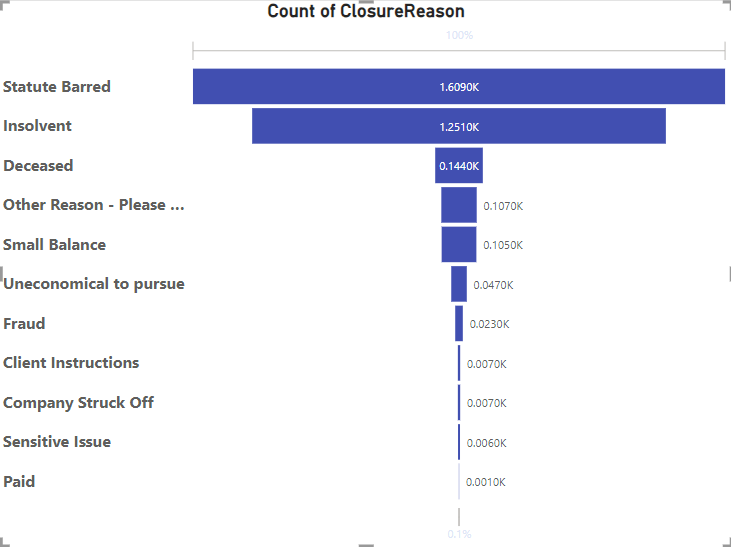 Count of ClosureReason
100%
Statute Barred 1.6090K
Insolvent 1.2510K
Deceased 0.1440K
Other Reason - Please ... 0.1070K
Small Balance 0.1050K
Uneconomical to pursue 0.0470K
Fraud 0.0230K
Client Instructions 0.0070K
Company Struck Off 0.0070K
Sensitive Issue 0.0060K
Paid 0.0010K
0.1%